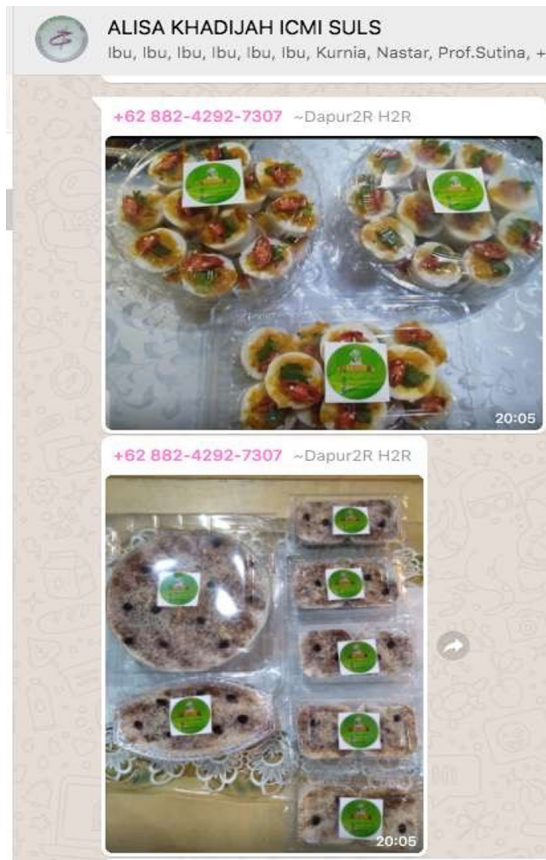 ALISA KHADIJAH ICMI SULS
Ibu, Ibu, Ibu, Ibu, Ibu, Ibu, Kurnia, Nastar, Prof.Sutina, +
+62 882-4292-7307 ~Dapur2R H2R
20:05
+62 882-4292-7307 ~Dapur2R H2R
20:05